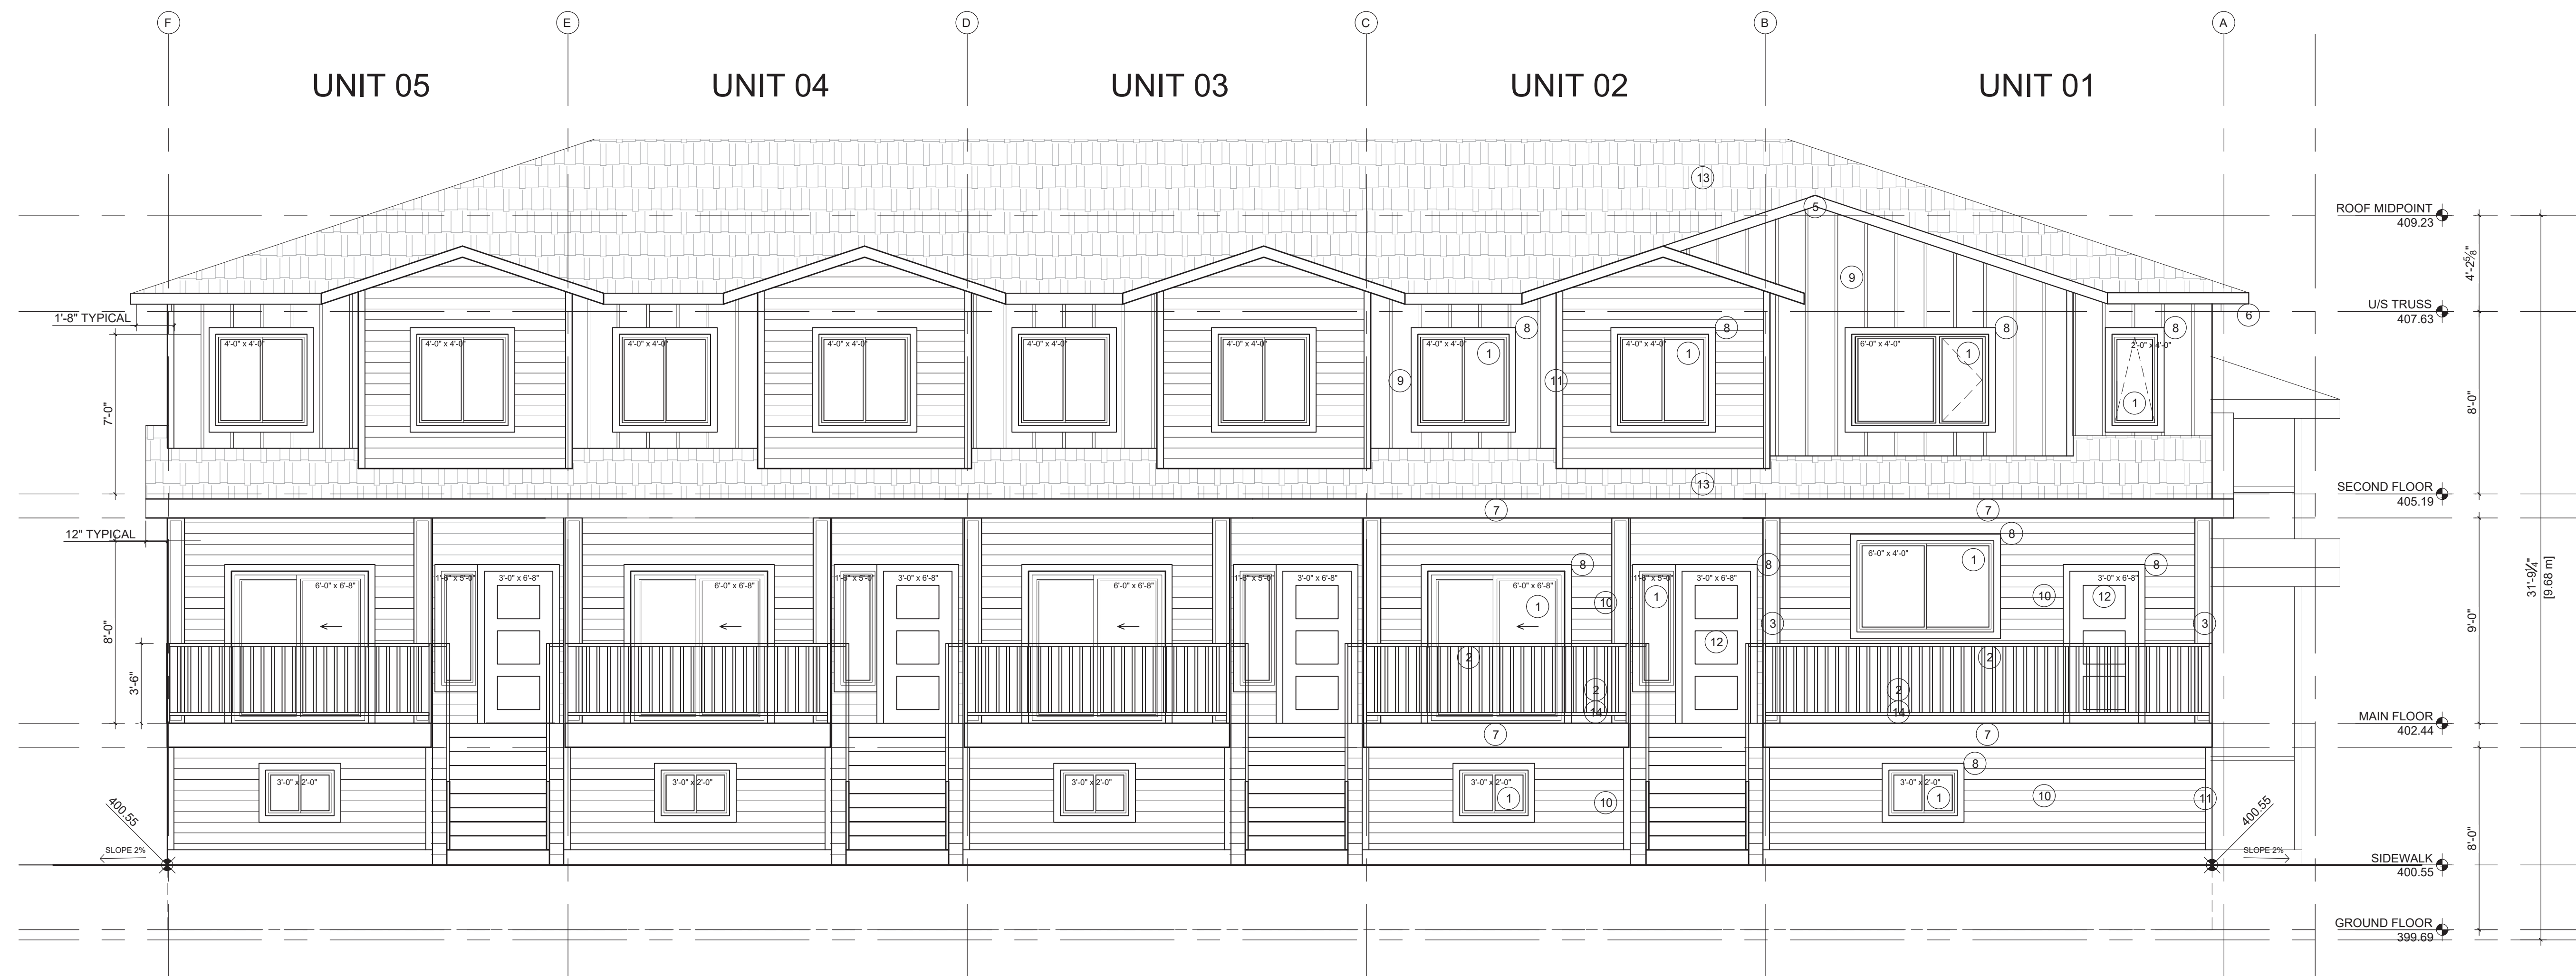 F
E
D
C
B
A
UNIT 05
UNIT 04
UNIT 03
UNIT 02
UNIT 01
13
5
ROOF MIDPOINT
409.23
4'-2⅝"
9
U/S TRUSS
407.63
6
1'-8" TYPICAL
8
8
8
8
4'-0" x 4'-0"
4'-0" x 4'-0"
4'-0" x 4'-0"
4'-0" x 4'-0"
4'-0" x 4'-0"
4'-0" x 4'-0"
4'-0" x 4'-0"
4'-0" x 4'-0"
6'-0" x 4'-0"
2'-0" x 4'-0"
1
1
1
1
9
11
7'-0"
8'-0"
13
SECOND FLOOR
405.19
7
7
12" TYPICAL
8
6'-0" x 4'-0"
1
8
8
8
6'-0" x 6'-8"
1'-8" x 5'-0"
3'-0" x 6'-8"
6'-0" x 6'-8"
1'-8" x 5'-0"
3'-0" x 6'-8"
6'-0" x 6'-8"
1'-8" x 5'-0"
3'-0" x 6'-8"
6'-0" x 6'-8"
1'-8" x 5'-0"
3'-0" x 6'-8"
3'-0" x 6'-8"
1
10
1
10
12
3
3
12
2
2
2
2
14
14
8'-0"
3'-6"
9'-0"
31'-9¼"
[9.68 m]
MAIN FLOOR
402.44
7
7
8
3'-0" x 2'-0"
3'-0" x 2'-0"
3'-0" x 2'-0"
3'-0" x 2'-0"
3'-0" x 2'-0"
1
10
1
10
11
400.55
400.55
SLOPE 2%
SLOPE 2%
8'-0"
SIDEWALK
400.55
GROUND FLOOR
399.69